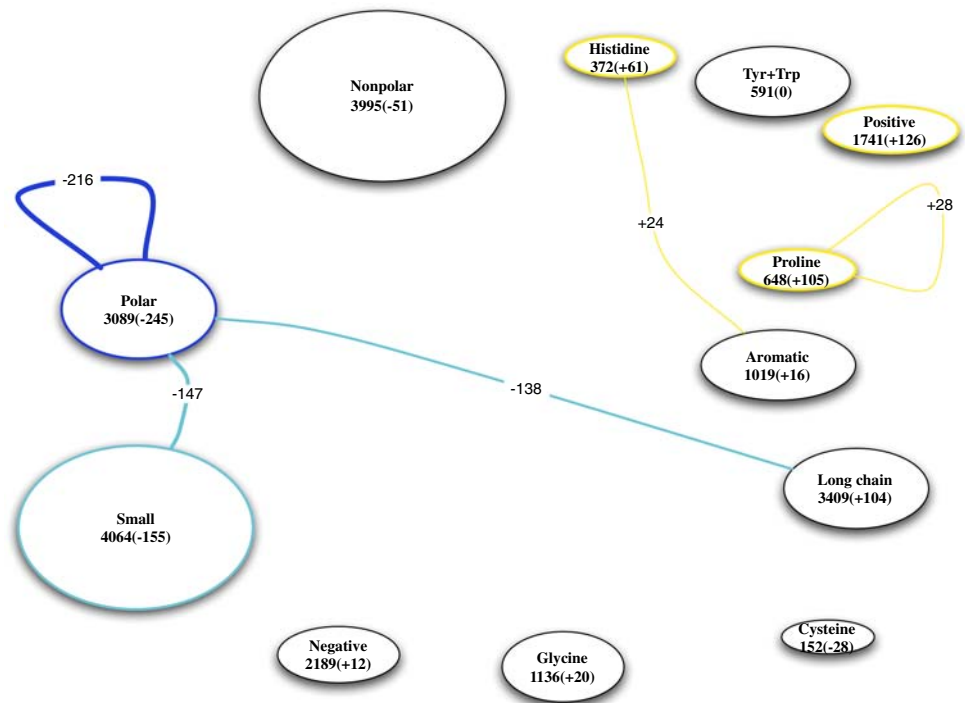 Histidine
372(+61)
Tyr+Trp
591(0)
Nonpolar
3995(-51)
Positive
1741(+126)
-216
+28
+24
Proline
648(+105)
Polar
3089(-245)
Aromatic
1019(+16)
-147
-138
Long chain
3409(+104)
Small
4064(-155)
Cysteine
152(-28)
Negative
2189(+12)
Glycine
1136(+20)